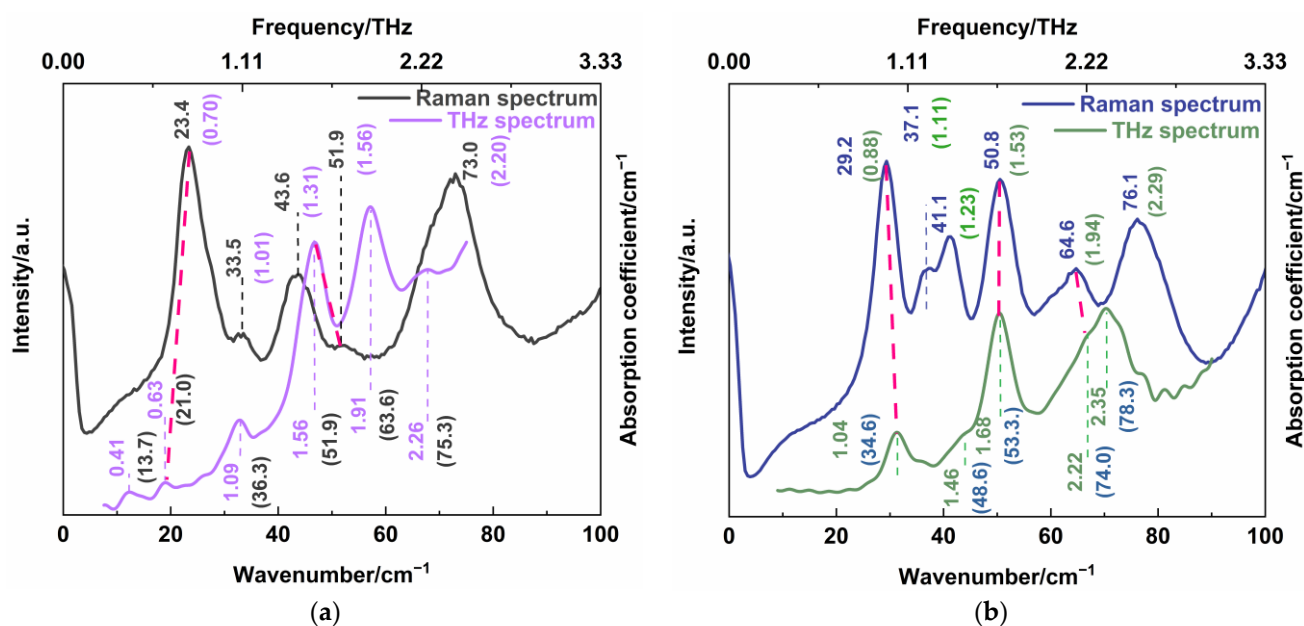 Frequency/THz
0.00 1.11 2.22 3.33
Raman spectrum
THz spectrum
23.4
(0.70)
33.5
(1.01)
43.6
(1.31)
51.9
(1.56)
73.0
(2.20)
0.41
(13.7)
0.63
(21.0)
1.09
(36.3)
1.56
(51.9)
1.91
(63.6)
2.26
(75.3)
Intensity/a.u.
Absorption coefficient/cm⁻¹
0 20 40 60 80 100
Wavenumber/cm⁻¹
(a)
Frequency/THz
0.00 1.11 2.22 3.33
Raman spectrum
THz spectrum
29.2
(0.88)
37.1
(1.11)
41.1
(1.23)
50.8
(1.53)
64.6
(1.94)
76.1
(2.29)
1.04
(34.6)
1.46
(48.6)
1.68
(53.3.)
2.22
(74.0)
2.35
(78.3)
Intensity/a.u.
Absorption coefficient/cm⁻¹
0 20 40 60 80 100
Wavenumber/cm⁻¹
(b)